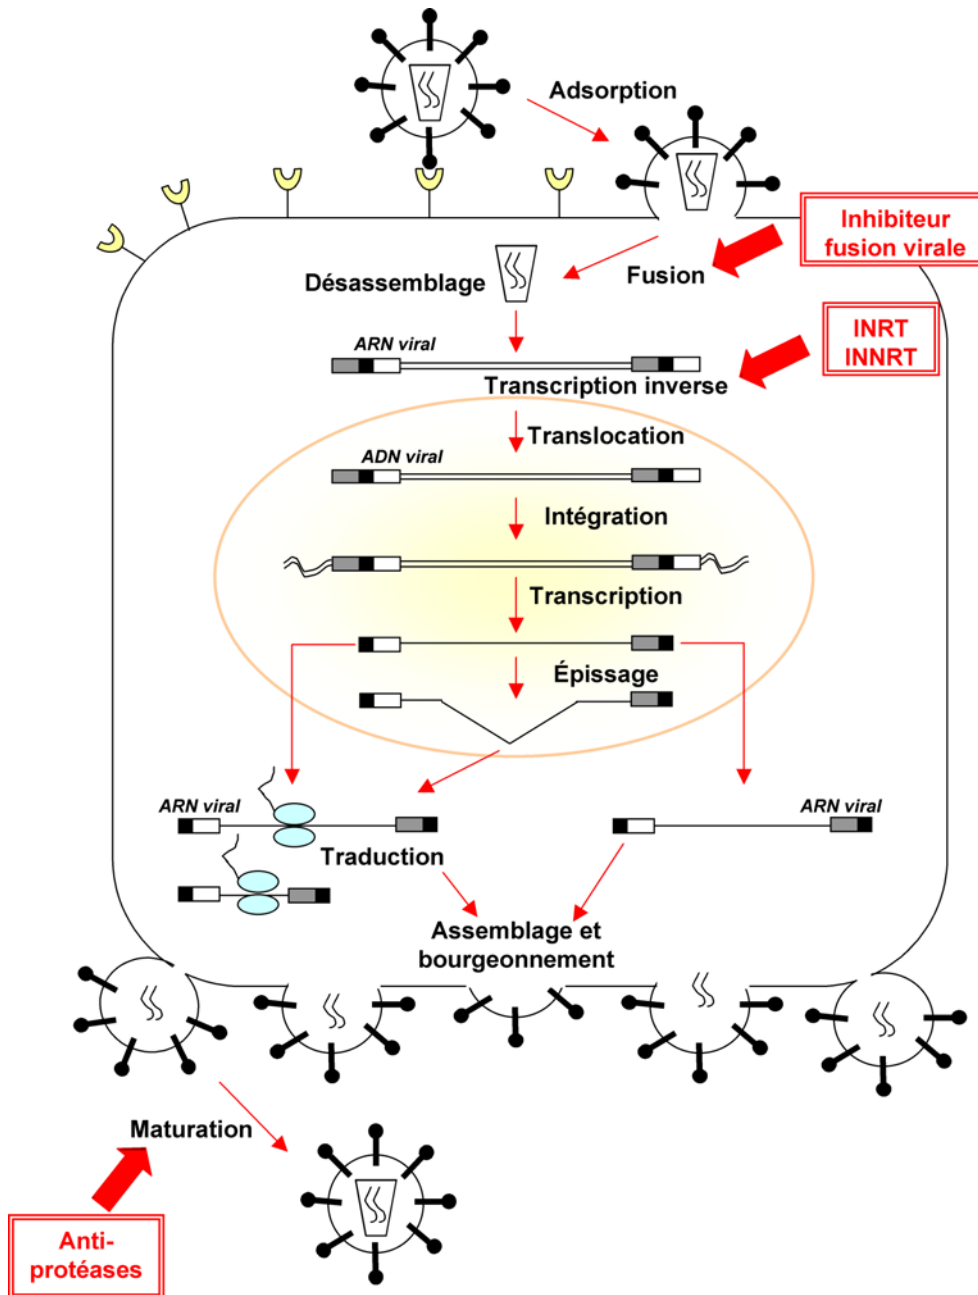 Adsorption
Inhibiteur
fusion virale
Fusion
Désassemblage
INRT
INNRT
ARN viral
Transcription inverse
Translocation
ADN viral
Intégration
Transcription
Épissage
ARN viral
ARN viral
Traduction
Assemblage et
bourgeonnement
Maturation
Anti-
protéases